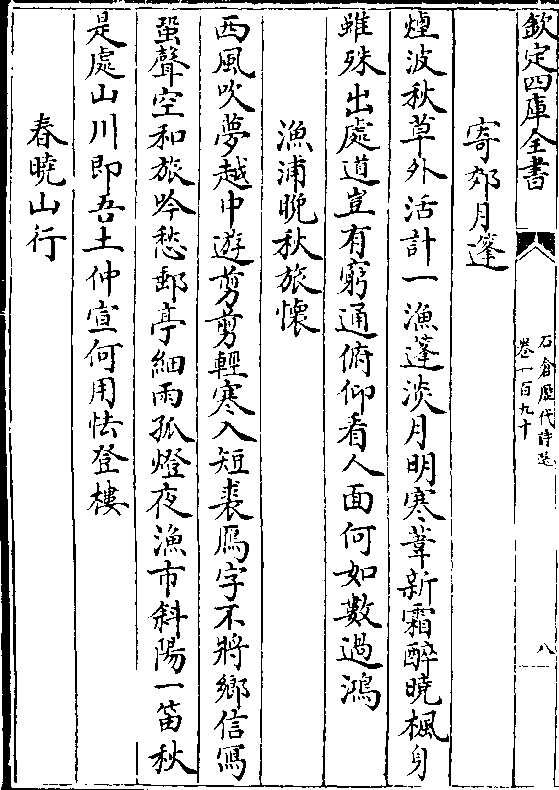 欽定四庫全書
石倉歷代詩選
卷一百九十
八
寄郊月蓬
煙波秋草外活計一漁蓬淡月明寒葦新霜醉曉楓身
雖殊出處道豈有窮通俯仰看人面何如數過鴻
漁浦晚秋旅懷
西風吹夢越中遊剪剪輕寒入短裘鴈字不將鄉信寫
蛩聲空和旅吟愁郵亭細雨孤燈夜漁市斜陽一笛秋
是處山川即吾土仲宣何用怯登樓
春曉山行